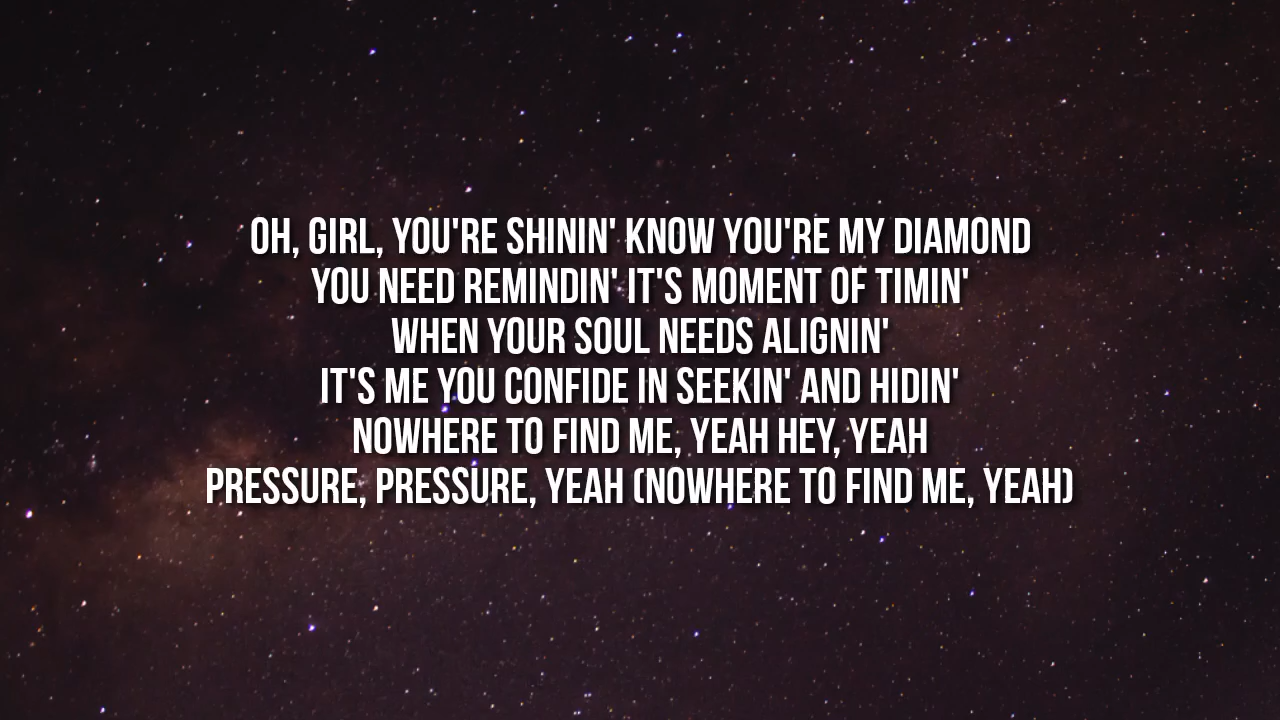 OH, GIRL, YOU'RE SHININ' KNOW YOU'RE MY DIAMOND
YOU NEED REMINDIN' IT'S MOMENT OF TIMIN'
WHEN YOUR SOUL NEEDS ALIGNIN'
IT'S ME YOU CONFIDE IN SEEKIN' AND HIDIN'
NOWHERE TO FIND ME, YEAH HEY, YEAH
PRESSURE, PRESSURE, YEAH (NOWHERE TO FIND ME, YEAH)